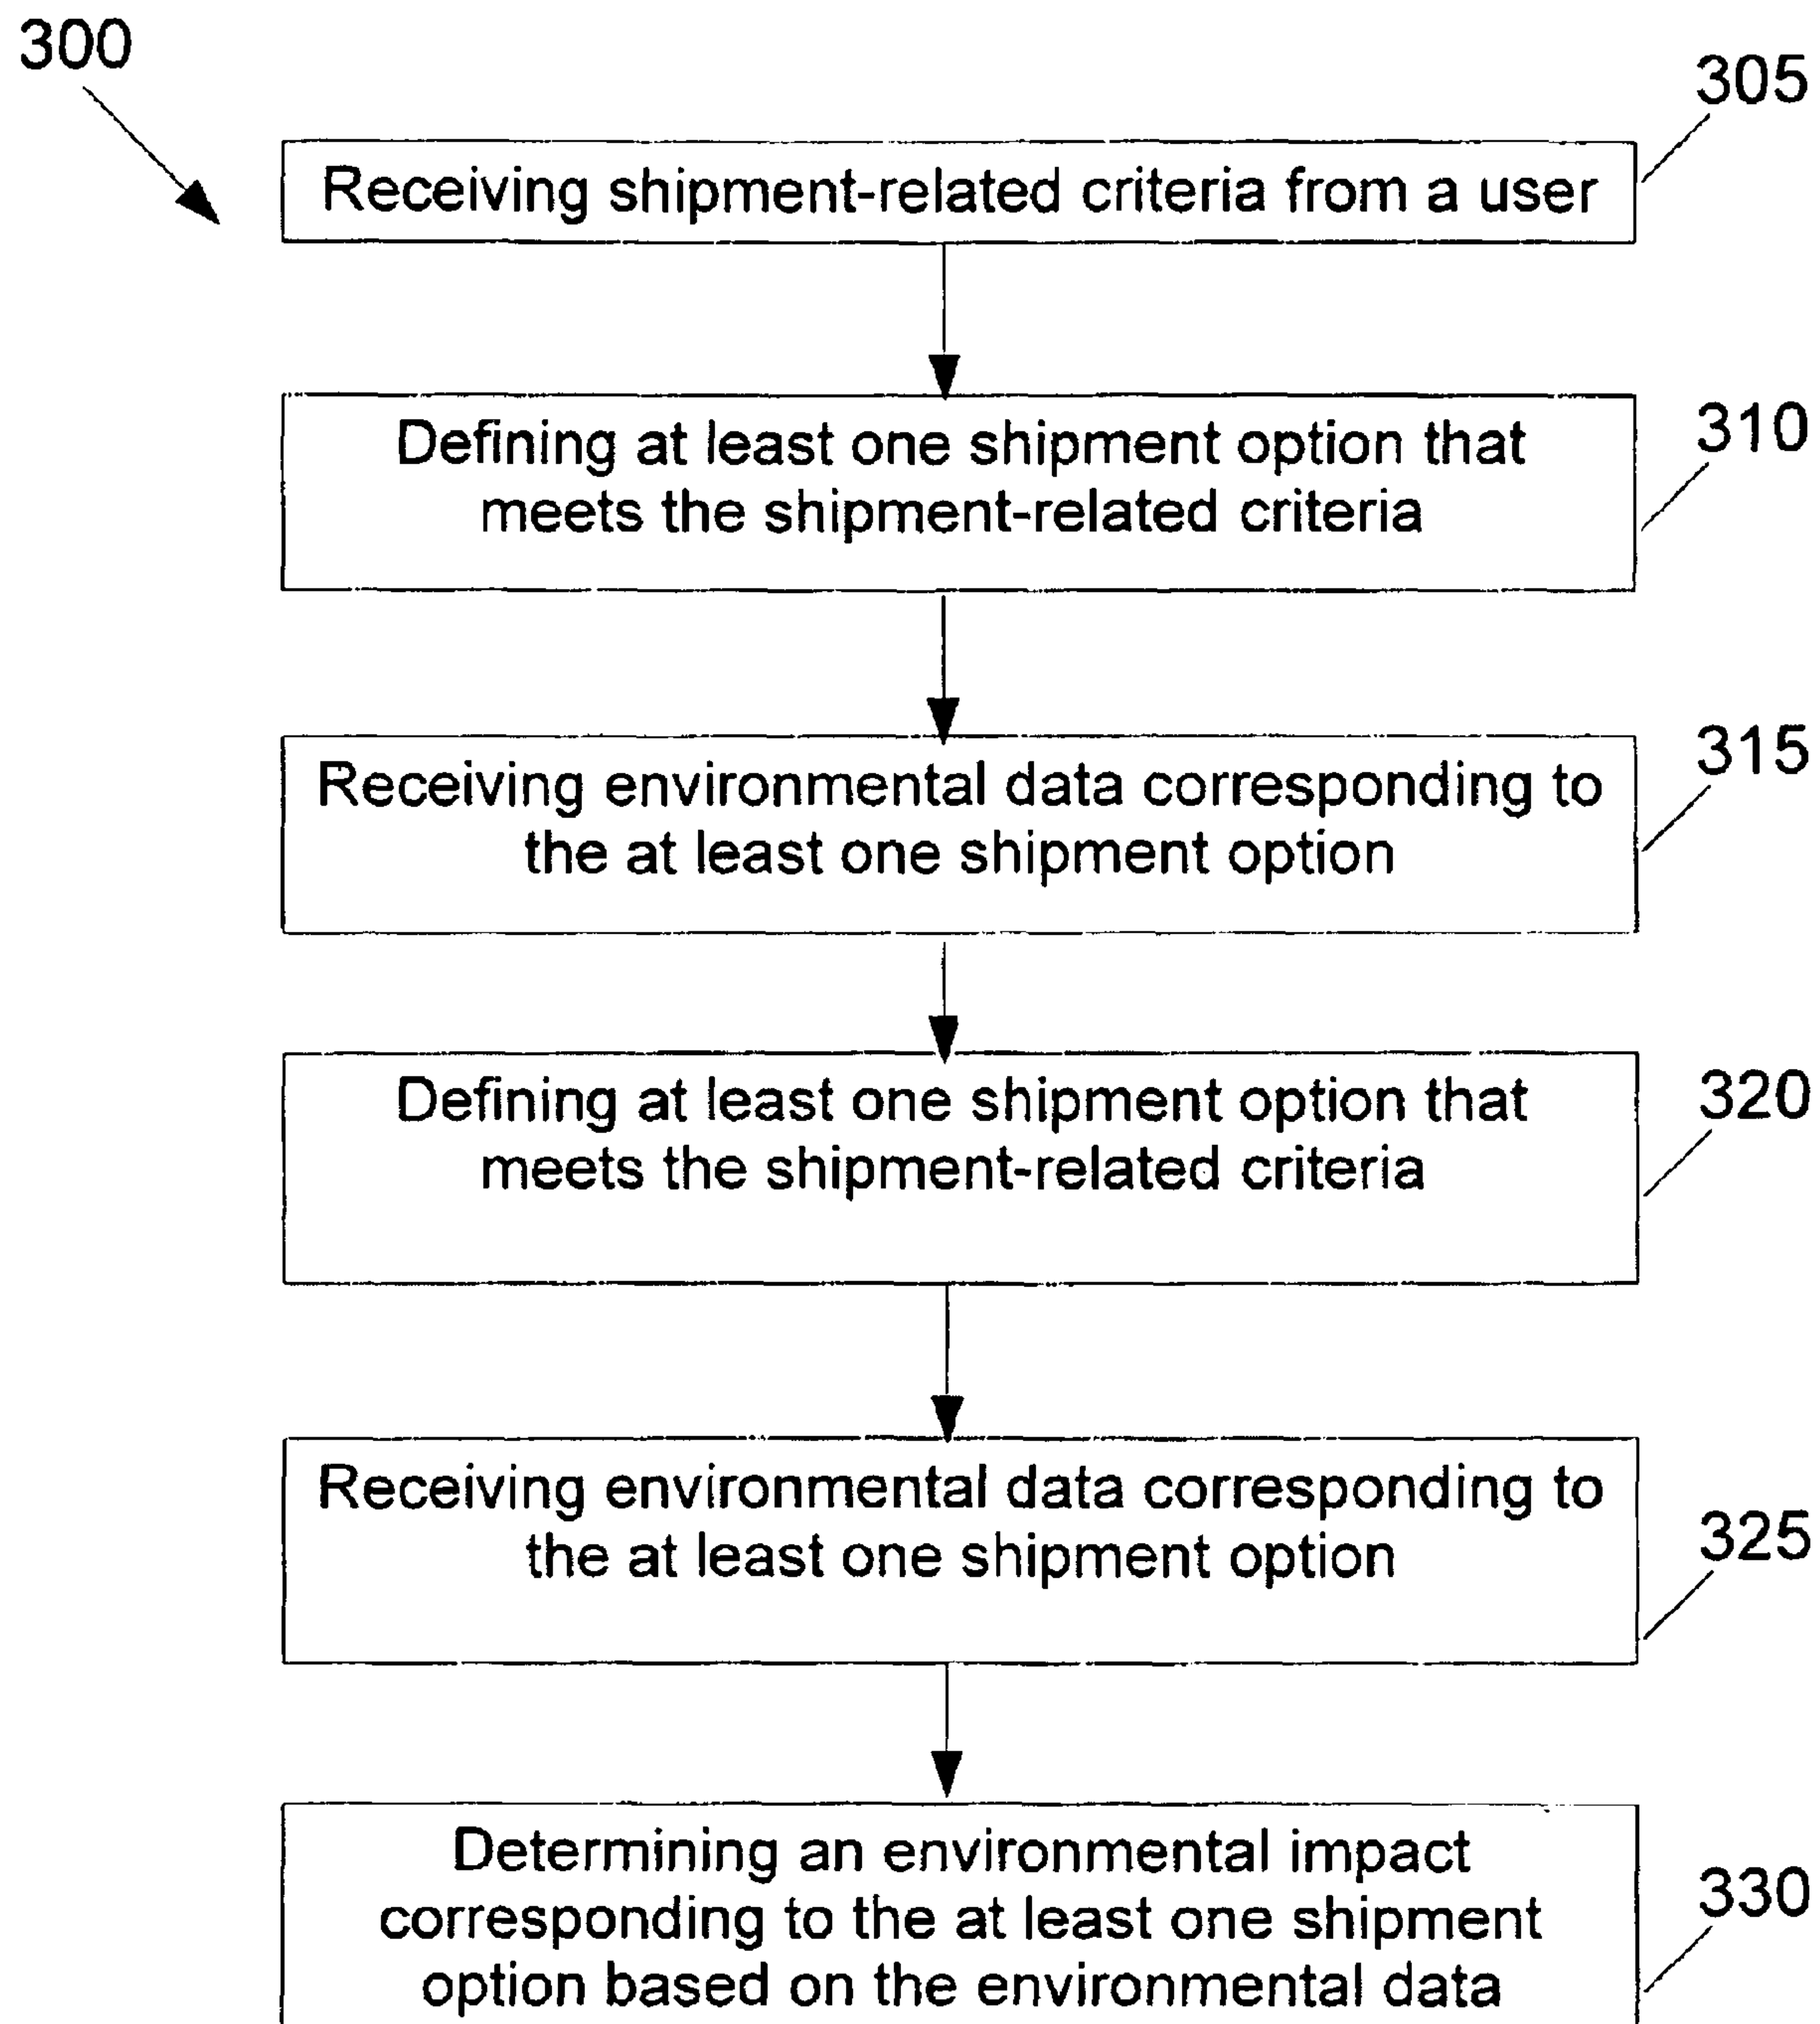 300
305
Receiving shipment-related criteria from a user
310
Defining at least one shipment option that
meets the shipment-related criteria
315
Receiving environmental data corresponding to
the at least one shipment option
320
Defining at least one shipment option that
meets the shipment-related criteria
Receiving environmental data corresponding to
the at least one shipment option
325
Determining an environmental impact
corresponding to the at least one shipment
option based on the environmental data
330